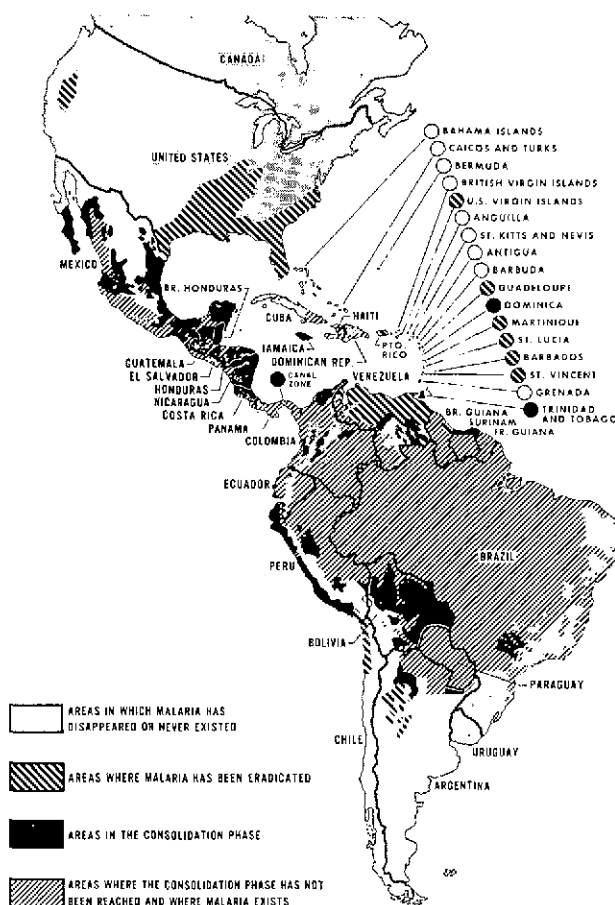 CANADA
UNITED STATES
MEXICO
BR. HONDURAS
CUBA
HAITI
JAMAICA
DOMINICAN REP.
PTO.
RICO
GUATEMALA
EL SALVADOR
HONDURAS
NICARAGUA
COSTA RICA
PANAMA
CANAL
ZONE
VENEZUELA
COLOMBIA
BR. GUIANA
SURINAM
FR. GUIANA
ECUADOR
PERU
BRAZIL
BOLIVIA
PARAGUAY
CHILE
URUGUAY
ARGENTINA
BAHAMA ISLANDS
CAICOS AND TURKS
BERMUDA
BRITISH VIRGIN ISLANDS
U.S. VIRGIN ISLANDS
ANGUILLA
ST. KITTS AND NEVIS
ANTIGUA
BARBUDA
GUADELOUPE
DOMINICA
MARTINIQUE
ST. LUCIA
BARBADOS
ST. VINCENT
GRENADA
TRINIDAD
AND TOBAGO
AREAS IN WHICH MALARIA HAS
DISAPPEARED OR NEVER EXISTED
AREAS WHERE MALARIA HAS BEEN ERADICATED
AREAS IN THE CONSOLIDATION PHASE
AREAS WHERE THE CONSOLIDATION PHASE HAS NOT
BEEN REACHED AND WHERE MALARIA EXISTS